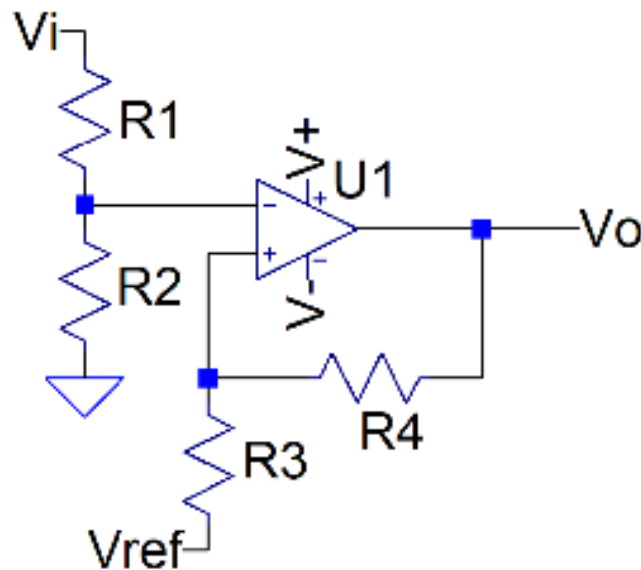 Vi
R1
V+
U1
-
+
+
-
Vo
R2
V-
R4
R3
Vref